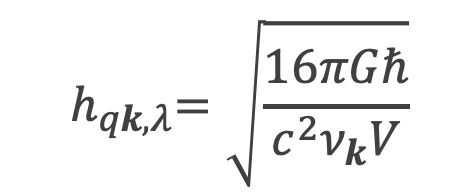 h_{q𝒌,λ} = √(16πGħ / c²ν_𝒌V)